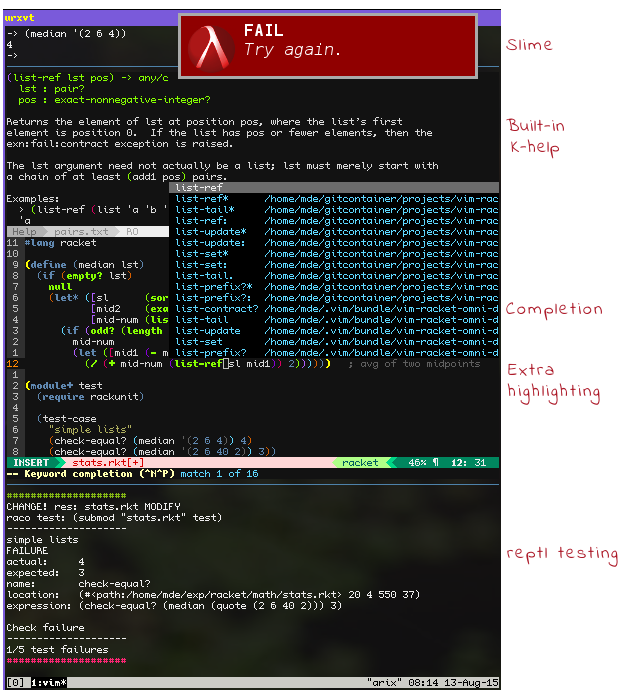 urxvt
-> (median '(2 6 4))
4
->
FAIL
Try again.
Slime
(list-ref lst pos) -> any/c
lst : pair?
pos : exact-nonnegative-integer?
Returns the element of lst at position pos, where the list's first
element is position 0. If the list has pos or fewer elements, then the
exn:fail:contract exception is raised.
The lst argument need not actually be a list; lst must merely start with
a chain of at least (add1 pos) pairs.
Built-in
K-help
Examples:
> (list-ref (list 'a 'b '
'a
Help pairs.txt RO
list-ref
list-ref* /home/mde/gitcontainer/projects/vim-rac
list-tail* /home/mde/gitcontainer/projects/vim-rac
list-ref: /home/mde/gitcontainer/projects/vim-rac
list-update* /home/mde/gitcontainer/projects/vim-rac
list-update: /home/mde/gitcontainer/projects/vim-rac
list-set* /home/mde/gitcontainer/projects/vim-rac
list-set: /home/mde/gitcontainer/projects/vim-rac
list-tail. /home/mde/gitcontainer/projects/vim-rac
list-prefix?* /home/mde/gitcontainer/projects/vim-rac
list-prefix?: /home/mde/gitcontainer/projects/vim-rac
list-contract? /home/mde/.vim/bundle/vim-racket-omni-d
list-tail /home/mde/.vim/bundle/vim-racket-omni-d
list-update /home/mde/.vim/bundle/vim-racket-omni-d
list-set /home/mde/.vim/bundle/vim-racket-omni-d
list-prefix? /home/mde/.vim/bundle/vim-racket-omni-d
Completion
11 #lang racket
10
9 (define (median lst)
8 (if (empty? lst)
7 null
6 (let* ([sl (sor
5 [mid2 (exa
4 [mid-num (lis
3 (if (odd? (length
2 mid-num
1 (let ([mid1 (- m
12 (/ (+ mid-num (list-ref sl mid1)) 2)))))) ; avg of two midpoints
1
2 (module+ test
3 (require rackunit)
4
5 (test-case
6 "simple lists"
7 (check-equal? (median '(2 6 4)) 4)
8 (check-equal? (median '(2 6 40 2)) 3))
Extra
highlighting
INSERT stats.rkt[+] racket 46% ¶ 12: 31
-- Keyword completion (^N^P) match 1 of 16
####################
CHANGE! res: stats.rkt MODIFY
raco test: (submod "stats.rkt" test)
--------------------
simple lists
FAILURE
actual: 4
expected: 3
name: check-equal?
location: (#<path:/home/mde/exp/racket/math/stats.rkt> 20 4 550 37)
expression: (check-equal? (median (quote (2 6 40 2))) 3)
Check failure
--------------------
1/5 test failures
####################
reptl testing
[0] 1:vim* "arix" 08:14 13-Aug-15